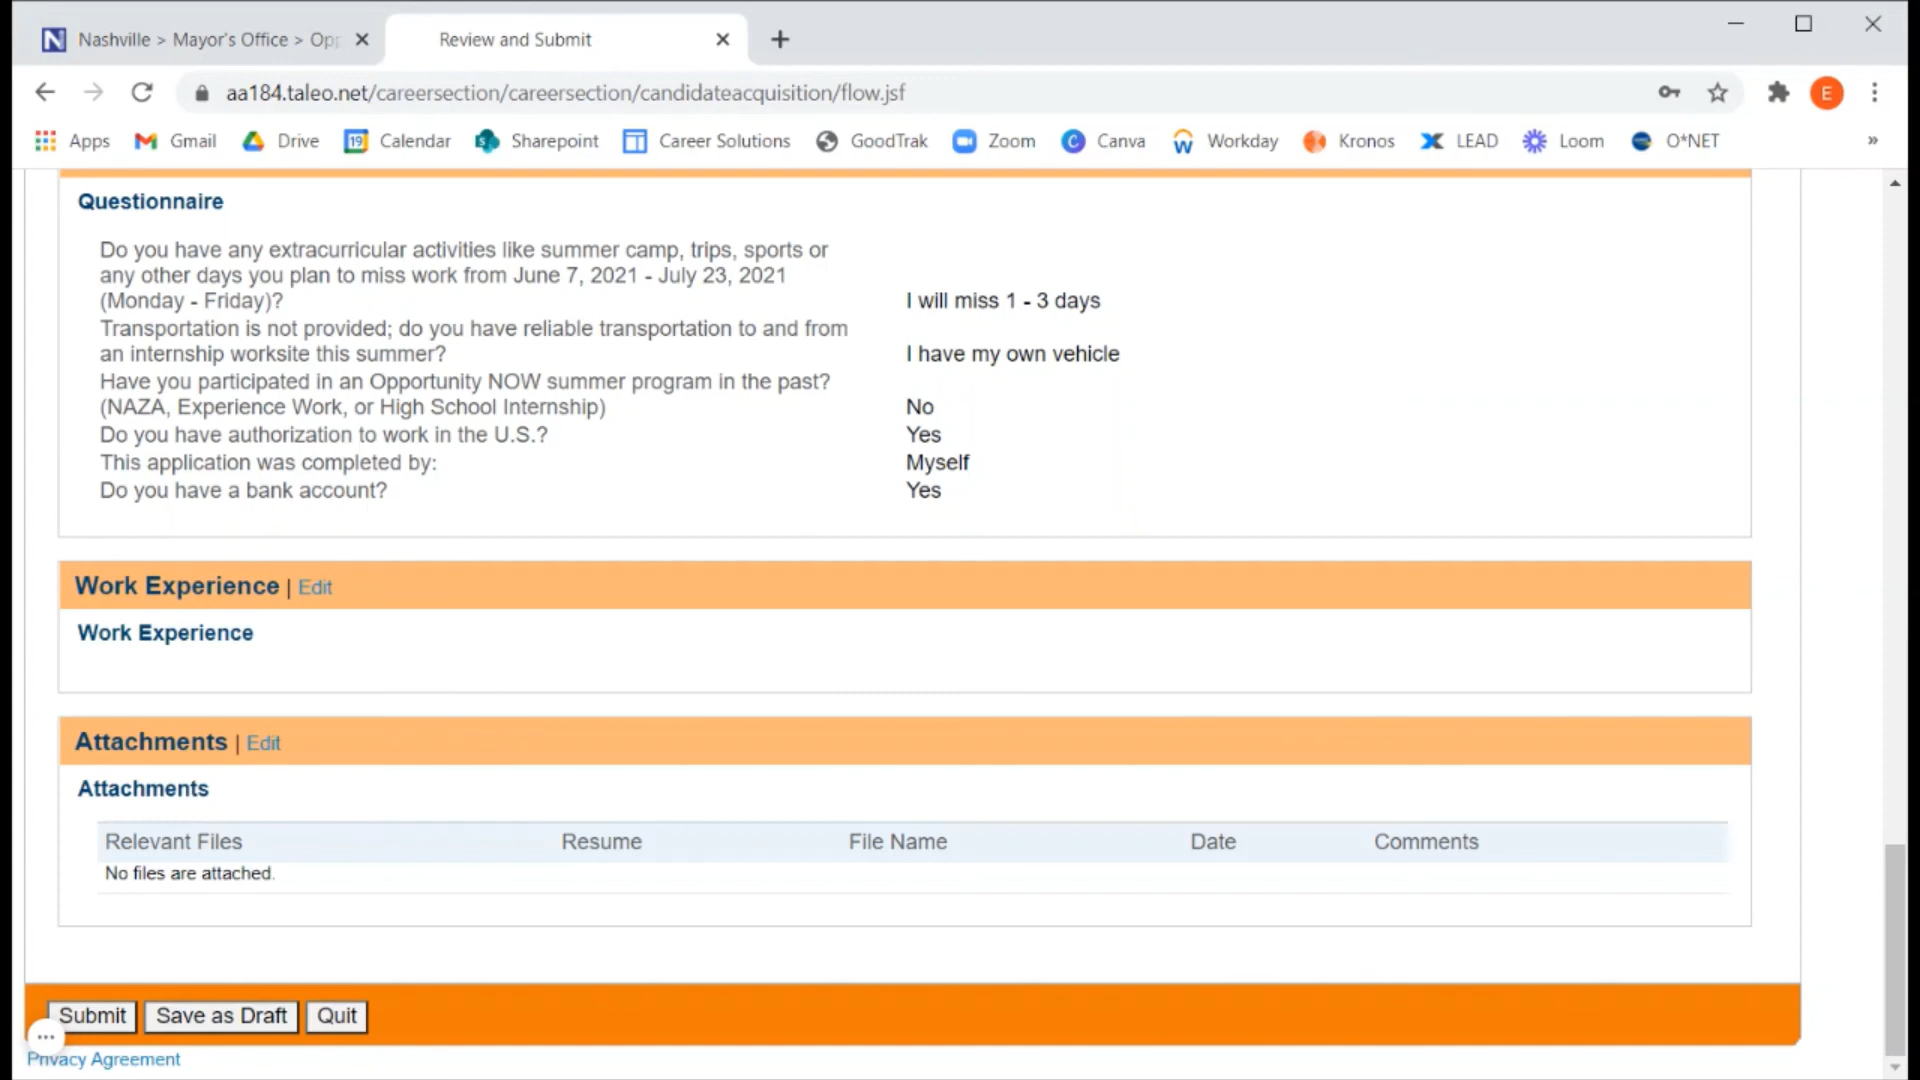 Nashville > Mayor's Office > Opp
Review and Submit
aa184.taleo.net/careersection/careersection/candidateacquisition/flow.jsf
E
Apps Gmail Drive 19 Calendar Sharepoint Career Solutions GoodTrak Zoom Canva Workday Kronos LEAD Loom O*NET »
Questionnaire
Do you have any extracurricular activities like summer camp, trips, sports or
any other days you plan to miss work from June 7, 2021 - July 23, 2021
(Monday - Friday)? I will miss 1 - 3 days
Transportation is not provided; do you have reliable transportation to and from
an internship worksite this summer? I have my own vehicle
Have you participated in an Opportunity NOW summer program in the past?
(NAZA, Experience Work, or High School Internship) No
Do you have authorization to work in the U.S.? Yes
This application was completed by: Myself
Do you have a bank account? Yes
Work Experience | Edit
Work Experience
Attachments | Edit
Attachments
Relevant Files Resume File Name Date Comments
No files are attached.
Submit Save as Draft Quit
Privacy Agreement